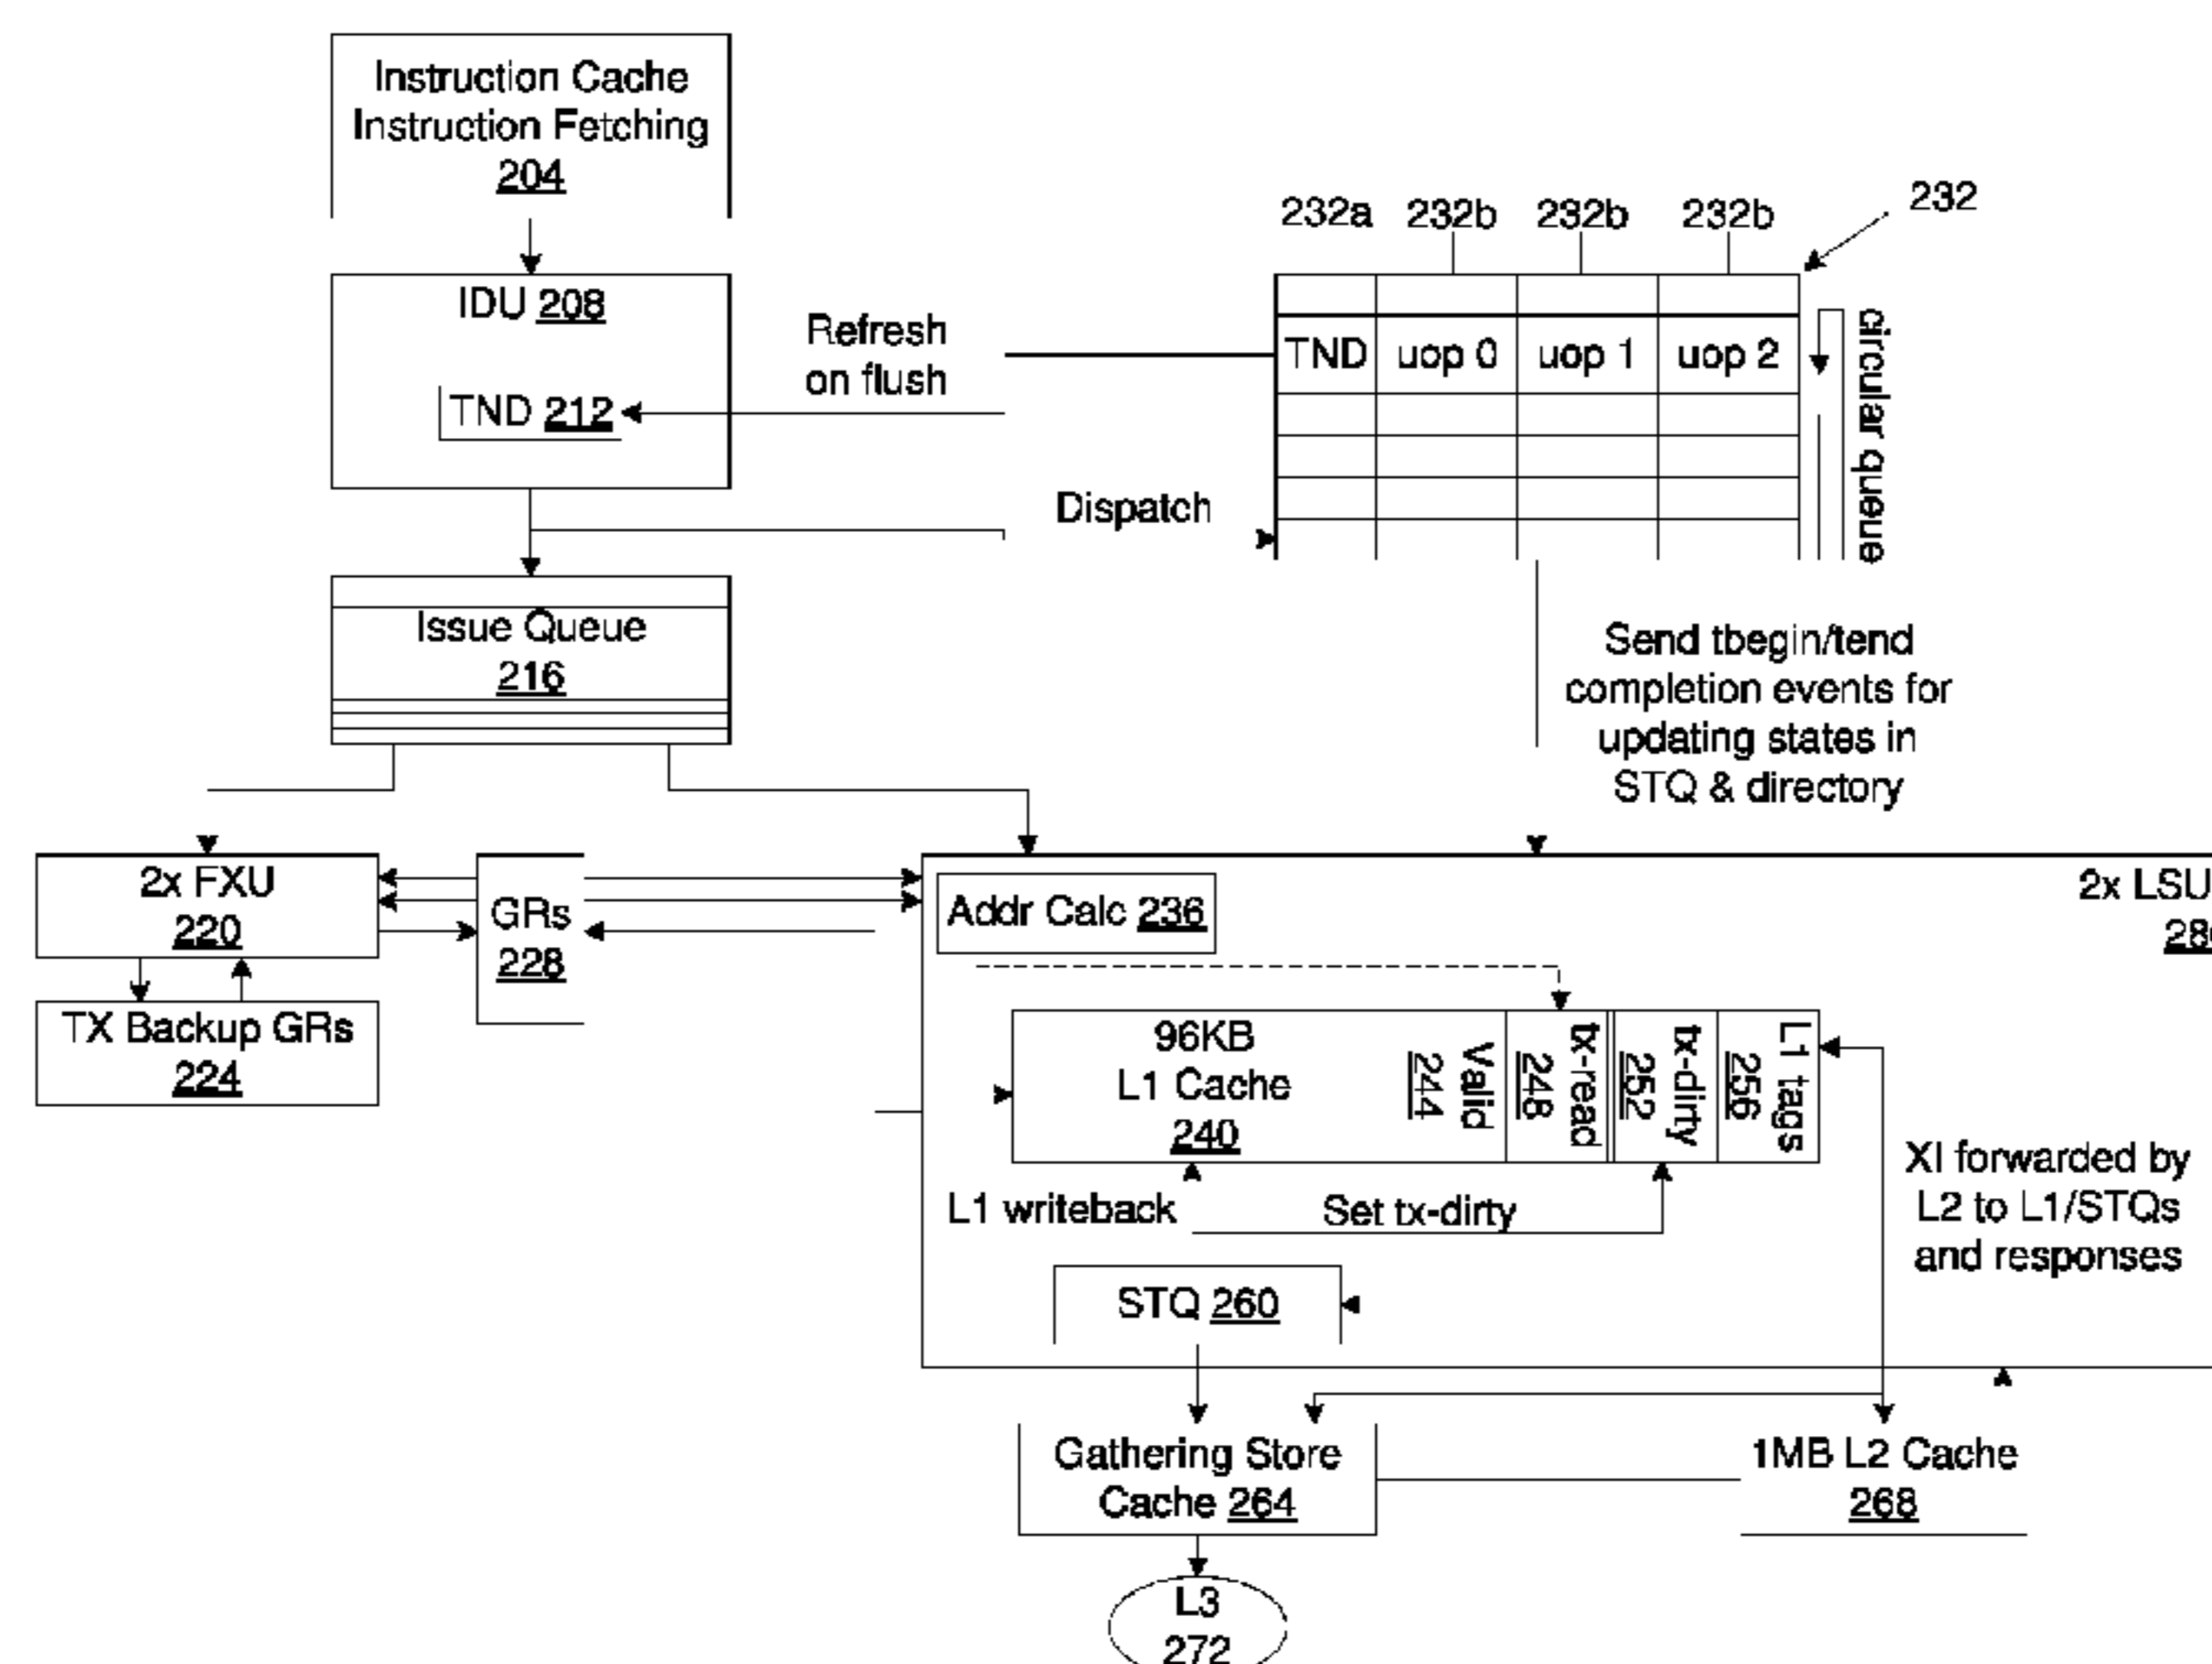 Instruction Cache
Instruction Fetching
204
IDU 208
TND 212
Refresh
on flush
Dispatch
232a 232b 232b 232b 232
TND uop 0 uop 1 uop 2
circular queue
Issue Queue
216
Send tbegin/tend
completion events for
updating states in
STQ & directory
2x FXU
220
GRs
228
TX Backup GRs
224
2x LSU
Addr Calc 236
96KB
L1 Cache
240
Valid
244
tx-read
248
tx-dirty
252
L1 tags
256
L1 writeback
Set tx-dirty
STQ 260
XI forwarded by
L2 to L1/STQs
and responses
Gathering Store
Cache 264
1MB L2 Cache
268
L3
272